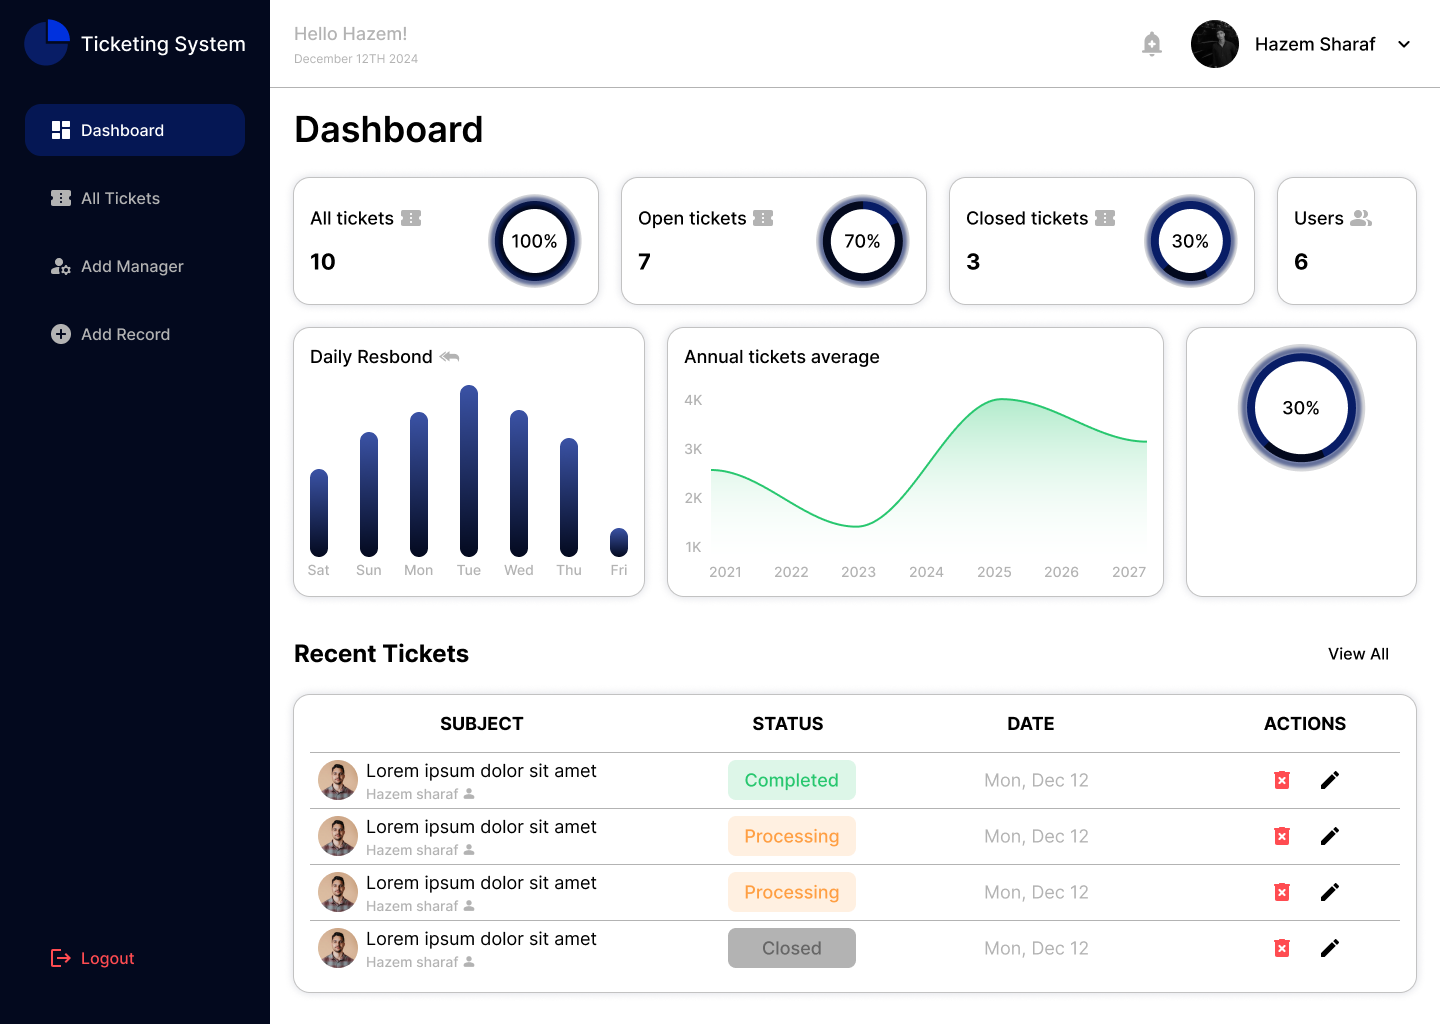 Ticketing System
Dashboard
All Tickets
Add Manager
Add Record
Logout
Hello Hazem!
December 12TH 2024
Hazem Sharaf
Dashboard
All tickets
10
100%
Open tickets
7
70%
Closed tickets
3
30%
Users
6
Daily Resbond
Sat Sun Mon Tue Wed Thu Fri
Annual tickets average
4K
3K
2K
1K
2021 2022 2023 2024 2025 2026 2027
30%
Recent Tickets
View All
SUBJECT STATUS DATE ACTIONS
Lorem ipsum dolor sit amet
Hazem sharaf
Completed
Mon, Dec 12
Lorem ipsum dolor sit amet
Hazem sharaf
Processing
Mon, Dec 12
Lorem ipsum dolor sit amet
Hazem sharaf
Processing
Mon, Dec 12
Lorem ipsum dolor sit amet
Hazem sharaf
Closed
Mon, Dec 12